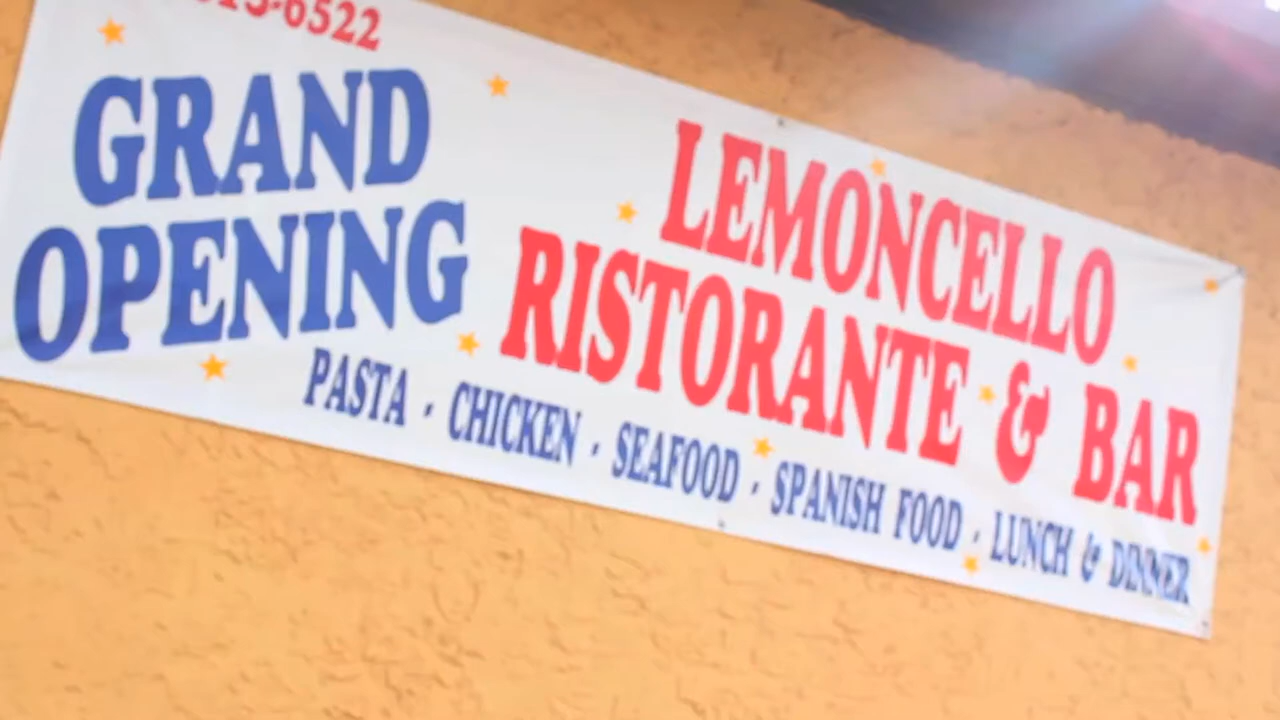 GRAND
OPENING
LEMONCELLO
RISTORANTE & BAR
PASTA - CHICKEN - SEAFOOD - SPANISH FOOD - LUNCH & DINNER